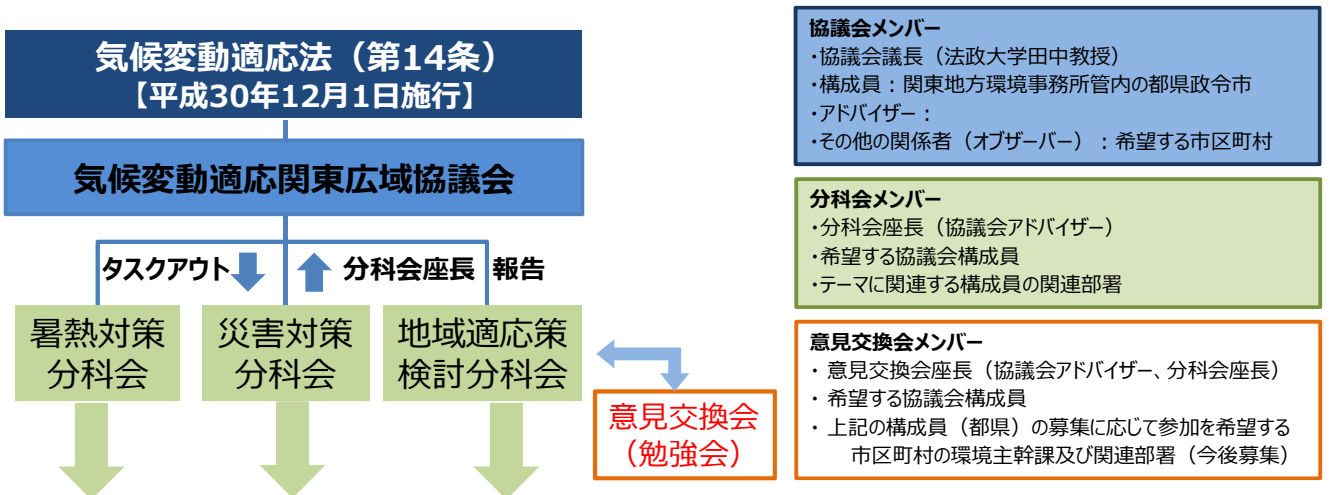 気候変動適応法（第14条）
【平成30年12月1日施行】
気候変動適応関東広域協議会
タスクアウト
分科会座長
報告
暑熱対策
分科会
災害対策
分科会
地域適応策
検討分科会
意見交換会
（勉強会）
協議会メンバー
・協議会議長（法政大学田中教授）
・構成員：関東地方環境事務所管内の都県政令市
・アドバイザー：
・その他の関係者（オブザーバー）：希望する市区町村
分科会メンバー
・分科会座長（協議会アドバイザー）
・希望する協議会構成員
・テーマに関連する構成員の関連部署
意見交換会メンバー
・ 意見交換会座長（協議会アドバイザー、分科会座長）
・ 希望する協議会構成員
・ 上記の構成員（都県）の募集に応じて参加を希望する
市区町村の環境主幹課及び関連部署（今後募集）